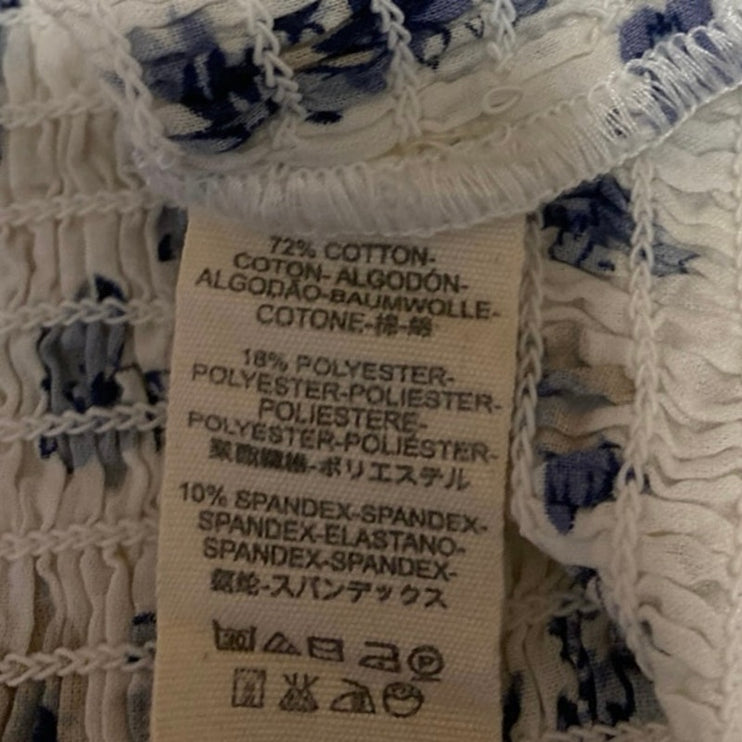 72% COTTON-
COTON-ALGODÓN-
ALGODÃO-BAUMWOLLE-
COTONE-棉-綿
18% POLYESTER-
POLYESTER-POLIESTER-
POLIESTERE-
POLYESTER-POLIÉSTER-
聚酯纖維-ポリエステル
10% SPANDEX-SPANDEX-
SPANDEX-ELASTANO-
SPANDEX-SPANDEX-
氨纶-スパンデックス
30
P